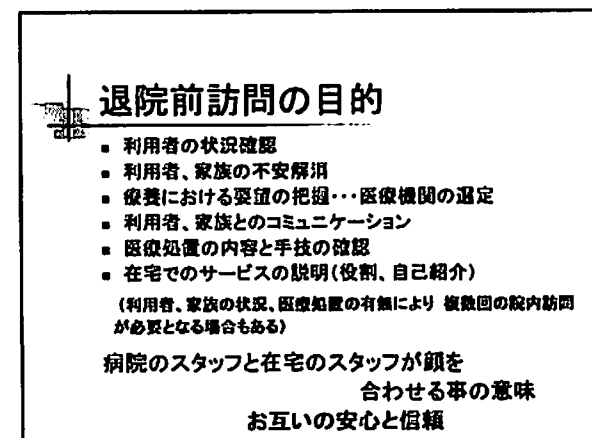 退院前訪問の目的
■ 利用者の状況確認
■ 利用者、家族の不安解消
■ 療養における要望の把握･･･医療機関の選定
■ 利用者、家族とのコミュニケーション
■ 医療処置の内容と手技の確認
■ 在宅でのサービスの説明(役割、自己紹介)
(利用者、家族の状況、医療処置の有無により 複数回の院内訪問
が必要となる場合もある)
病院のスタッフと在宅のスタッフが顔を
合わせる事の意味
お互いの安心と信頼